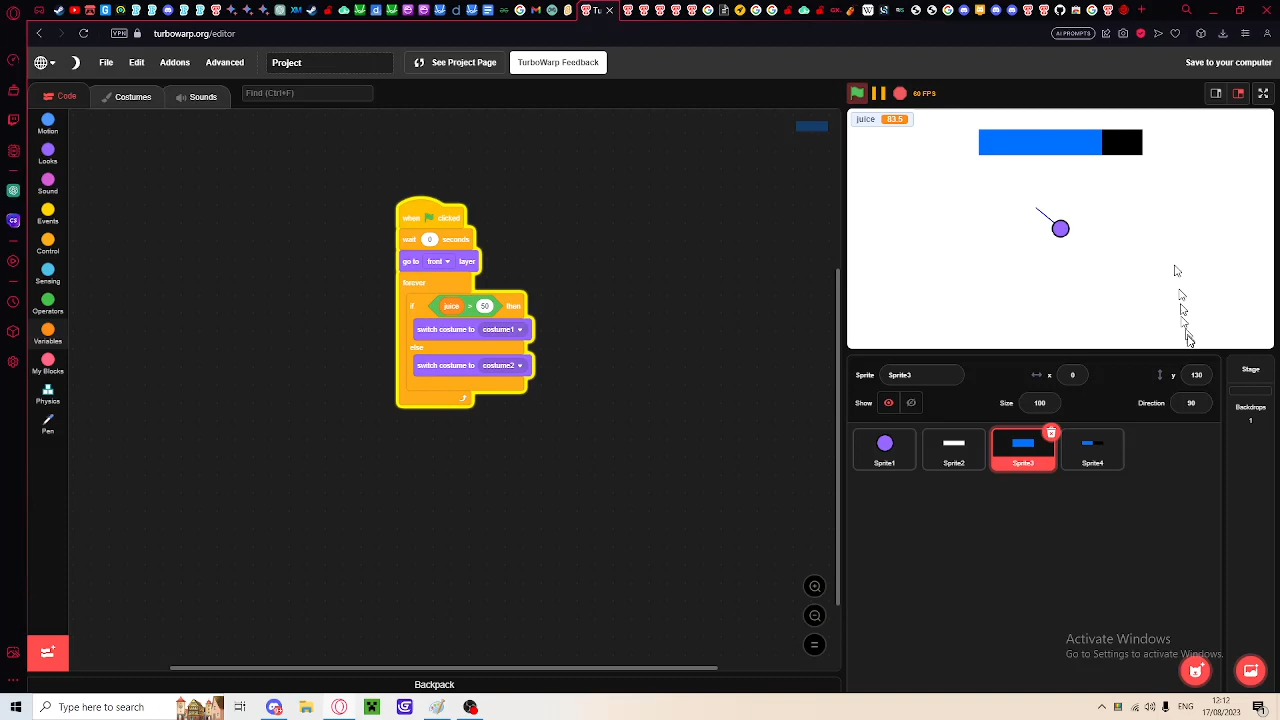 VPN
turbowarp.org/editor
AI PROMPTS
File
Edit
Addons
Advanced
Project
See Project Page
TurboWarp Feedback
Save to your computer
Code
Costumes
Sounds
Find (Ctrl+F)
60 FPS
juice 83.5
Motion
Looks
Sound
Events
Control
Sensing
Operators
Variables
My Blocks
Physics
Pen
when clicked
wait 0 seconds
go to front layer
forever
if juice > 50 then
switch costume to costume1
else
switch costume to costume2
Sprite Sprite3 x 0 y 130
Show Size 100 Direction 90
Sprite1
Sprite2
Sprite3
Sprite4
Stage
Backdrops
1
Activate Windows
Go to Settings to activate Windows.
Backpack
Type here to search
ENG
12:12
17/08/2023